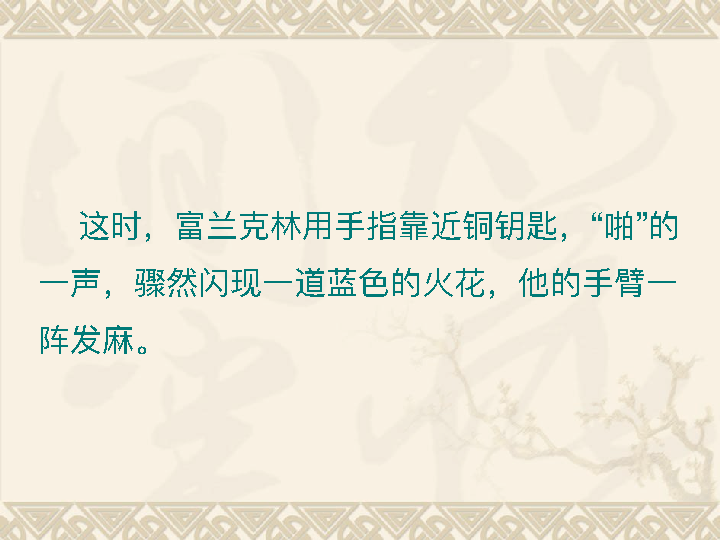 这时，富兰克林用手指靠近铜钥匙，“啪”的
一声，骤然闪现一道蓝色的火花，他的手臂一
阵发麻。